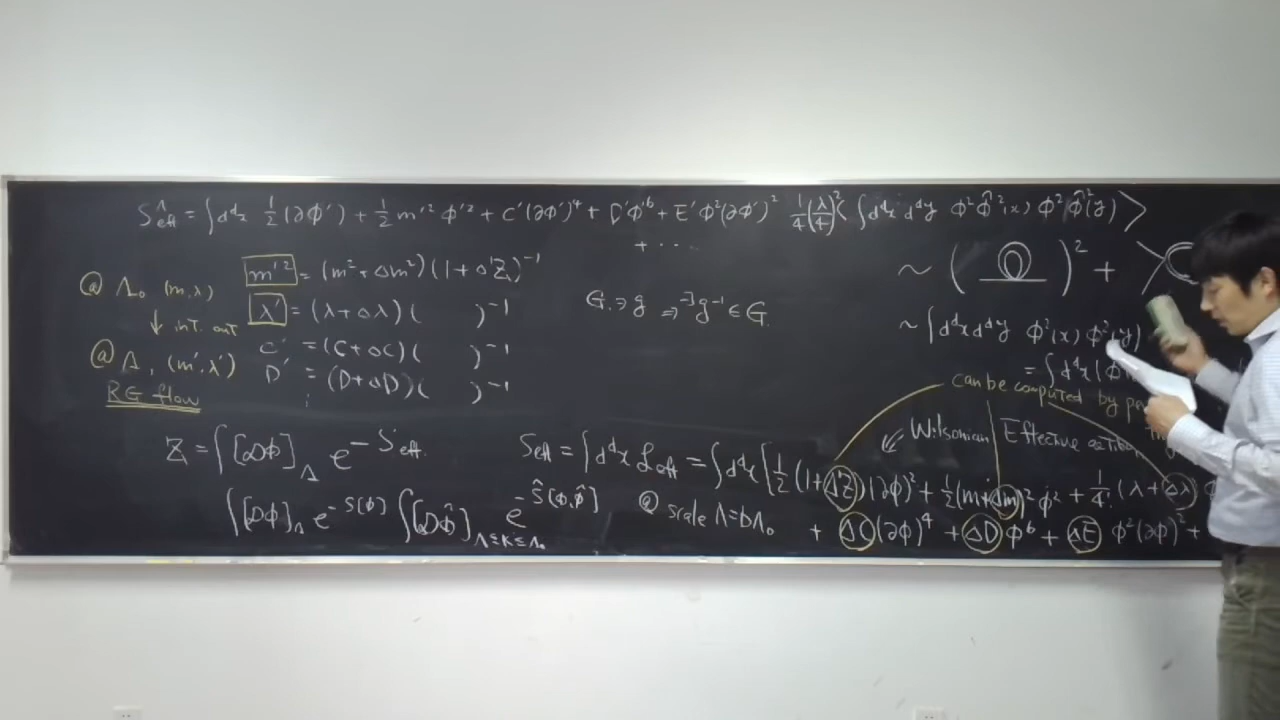 S^Λ_eff = ∫d^dx ½(∂φ') + ½ m'² φ'² + C'(∂φ')⁴ + D'φ'⁶ + E'φ²(∂φ')² ¼(λ/4)²⟨∫d^dx d^dy φ²φ̂²(x) φ²φ̂²(y)⟩
+ ⋯
@ Λ₀ (m,λ)
↓ int. out
@ Λ, (m',λ')
RG flow
m'² = (m² + Δm²)(1+ΔZ)⁻¹
λ' = (λ+Δλ)( )⁻¹
C' = (C+ΔC)( )⁻¹
D' = (D+ΔD)( )⁻¹
⋮
G ∋ g ⇒ ∃g⁻¹ ∈ G.
~ ( )² +
~ ∫d^dx d^dy φ²(x) φ²(y)
= ∫d^dx (φ
can be computed by
Wilsonian Effective action
Z = ∫[Dφ]_Λ e^{-S_eff.}
∫[Dφ]_Λ e^{-S(φ)} ∫[Dφ̂]_{Λ≤K≤Λ₀} e^{-Ŝ(φ,φ̂)}
S_eff = ∫d^dx 𝓛_eff = ∫d^dx [½(1+ΔZ)(∂φ)² + ½(m+Δm)²φ² + 1/4! (λ+Δλ)
@ scale Λ=bΛ₀
+ ΔC(∂φ)⁴ + ΔD φ⁶ + ΔE φ²(∂φ)² +